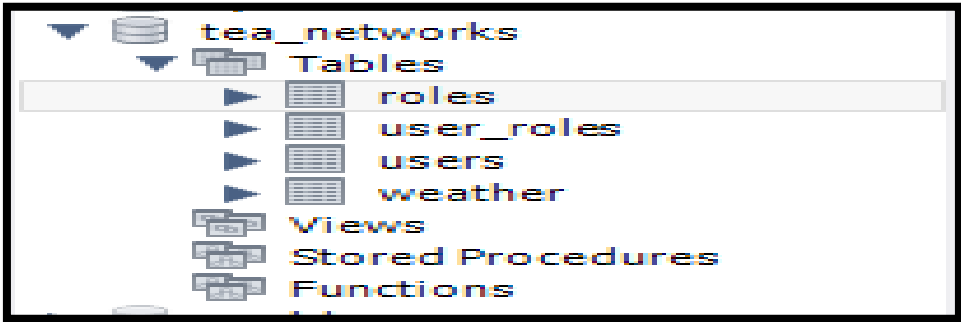 tea_networks
Tables
roles
user_roles
users
weather
Views
Stored Procedures
Functions